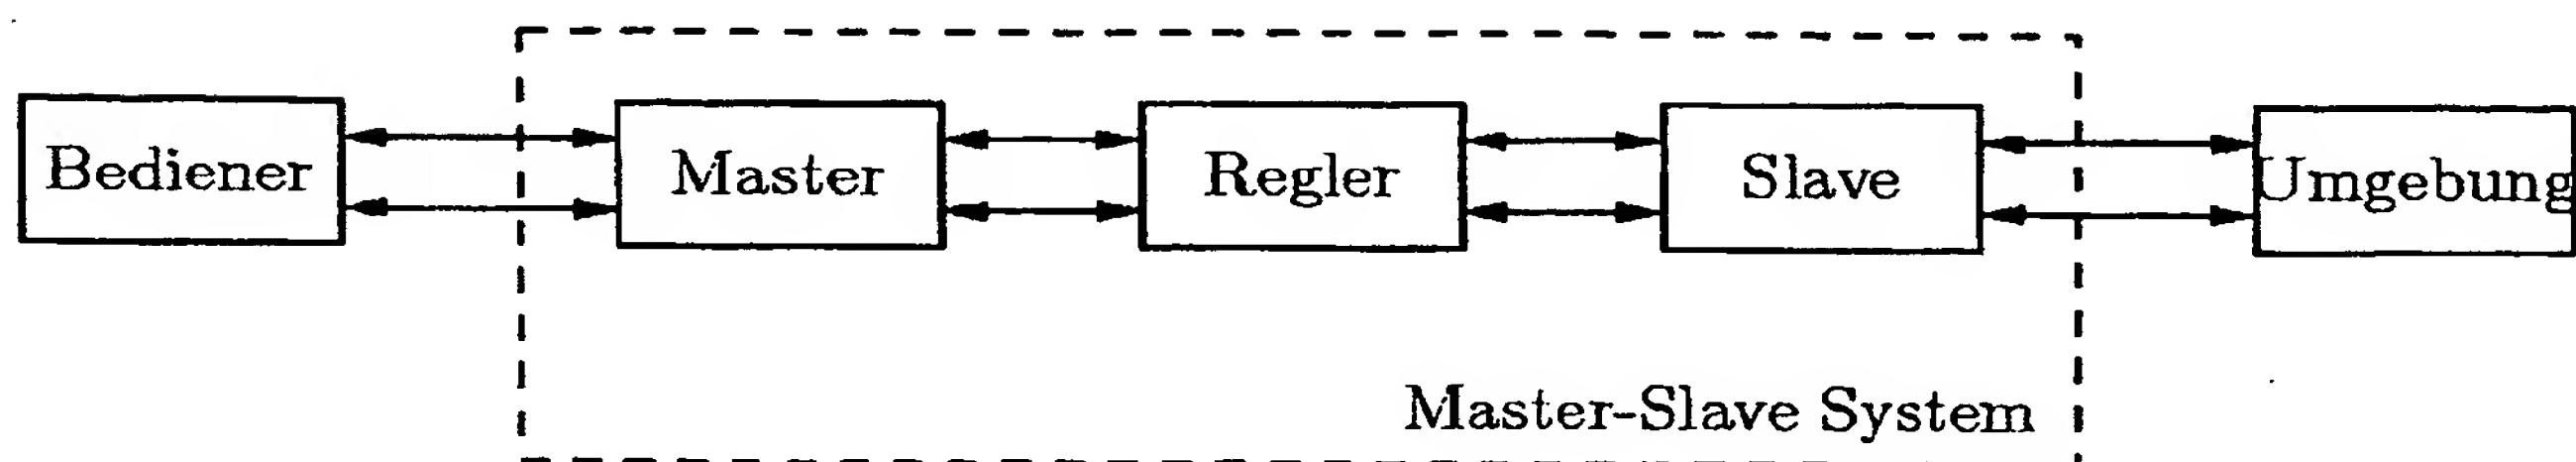 Bediener
Master
Regler
Slave
Umgebung
Master-Slave System